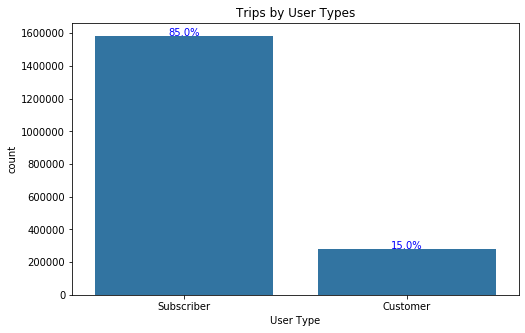 Trips by User Types
1600000
1400000
1200000
1000000
800000
600000
400000
200000
0
count
85.0%
15.0%
Subscriber
Customer
User Type